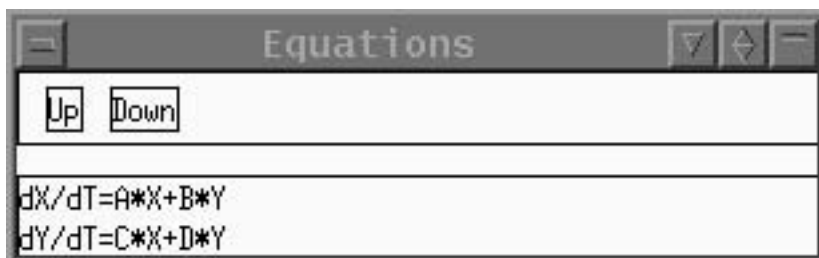 Equations
Up Down
dX/dT=A*X+B*Y
dY/dT=C*X+D*Y